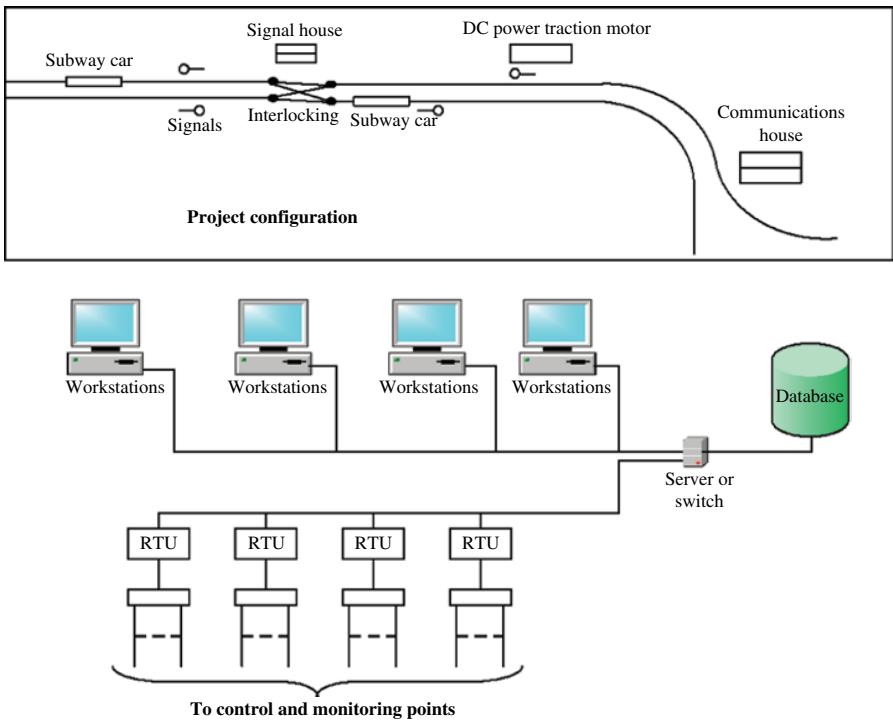 Signal house
DC power traction motor
Subway car
Signals
Interlocking
Subway car
Communications
house
Project configuration
Workstations
Workstations
Workstations
Workstations
Database
Server or
switch
RTU
RTU
RTU
RTU
To control and monitoring points